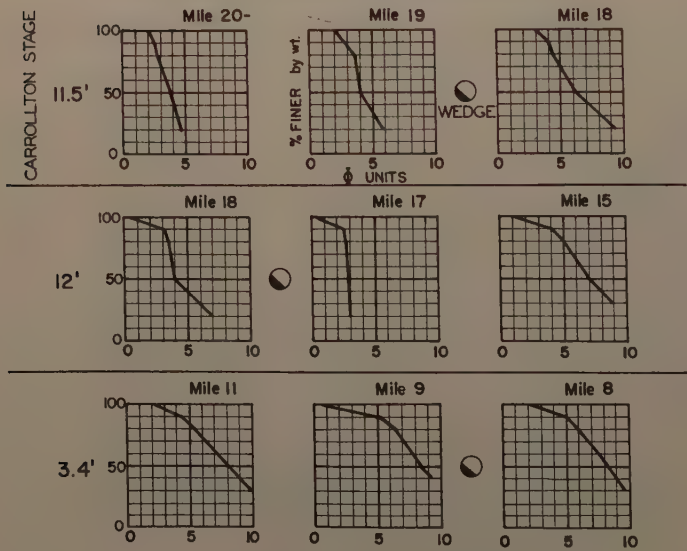 CARROLLTON STAGE
Mile 20-
Mile 19
Mile 18
11.5'
100
50
0
0 5 10
% FINER by wt.
0 5 10
Φ UNITS
WEDGE
0 5 10
Mile 18
Mile 17
Mile 15
12'
100
50
0
0 5 10
0 5 10
0 5 10
Mile 11
Mile 9
Mile 8
3.4'
100
50
0
0 5 10
0 5 10
0 5 10